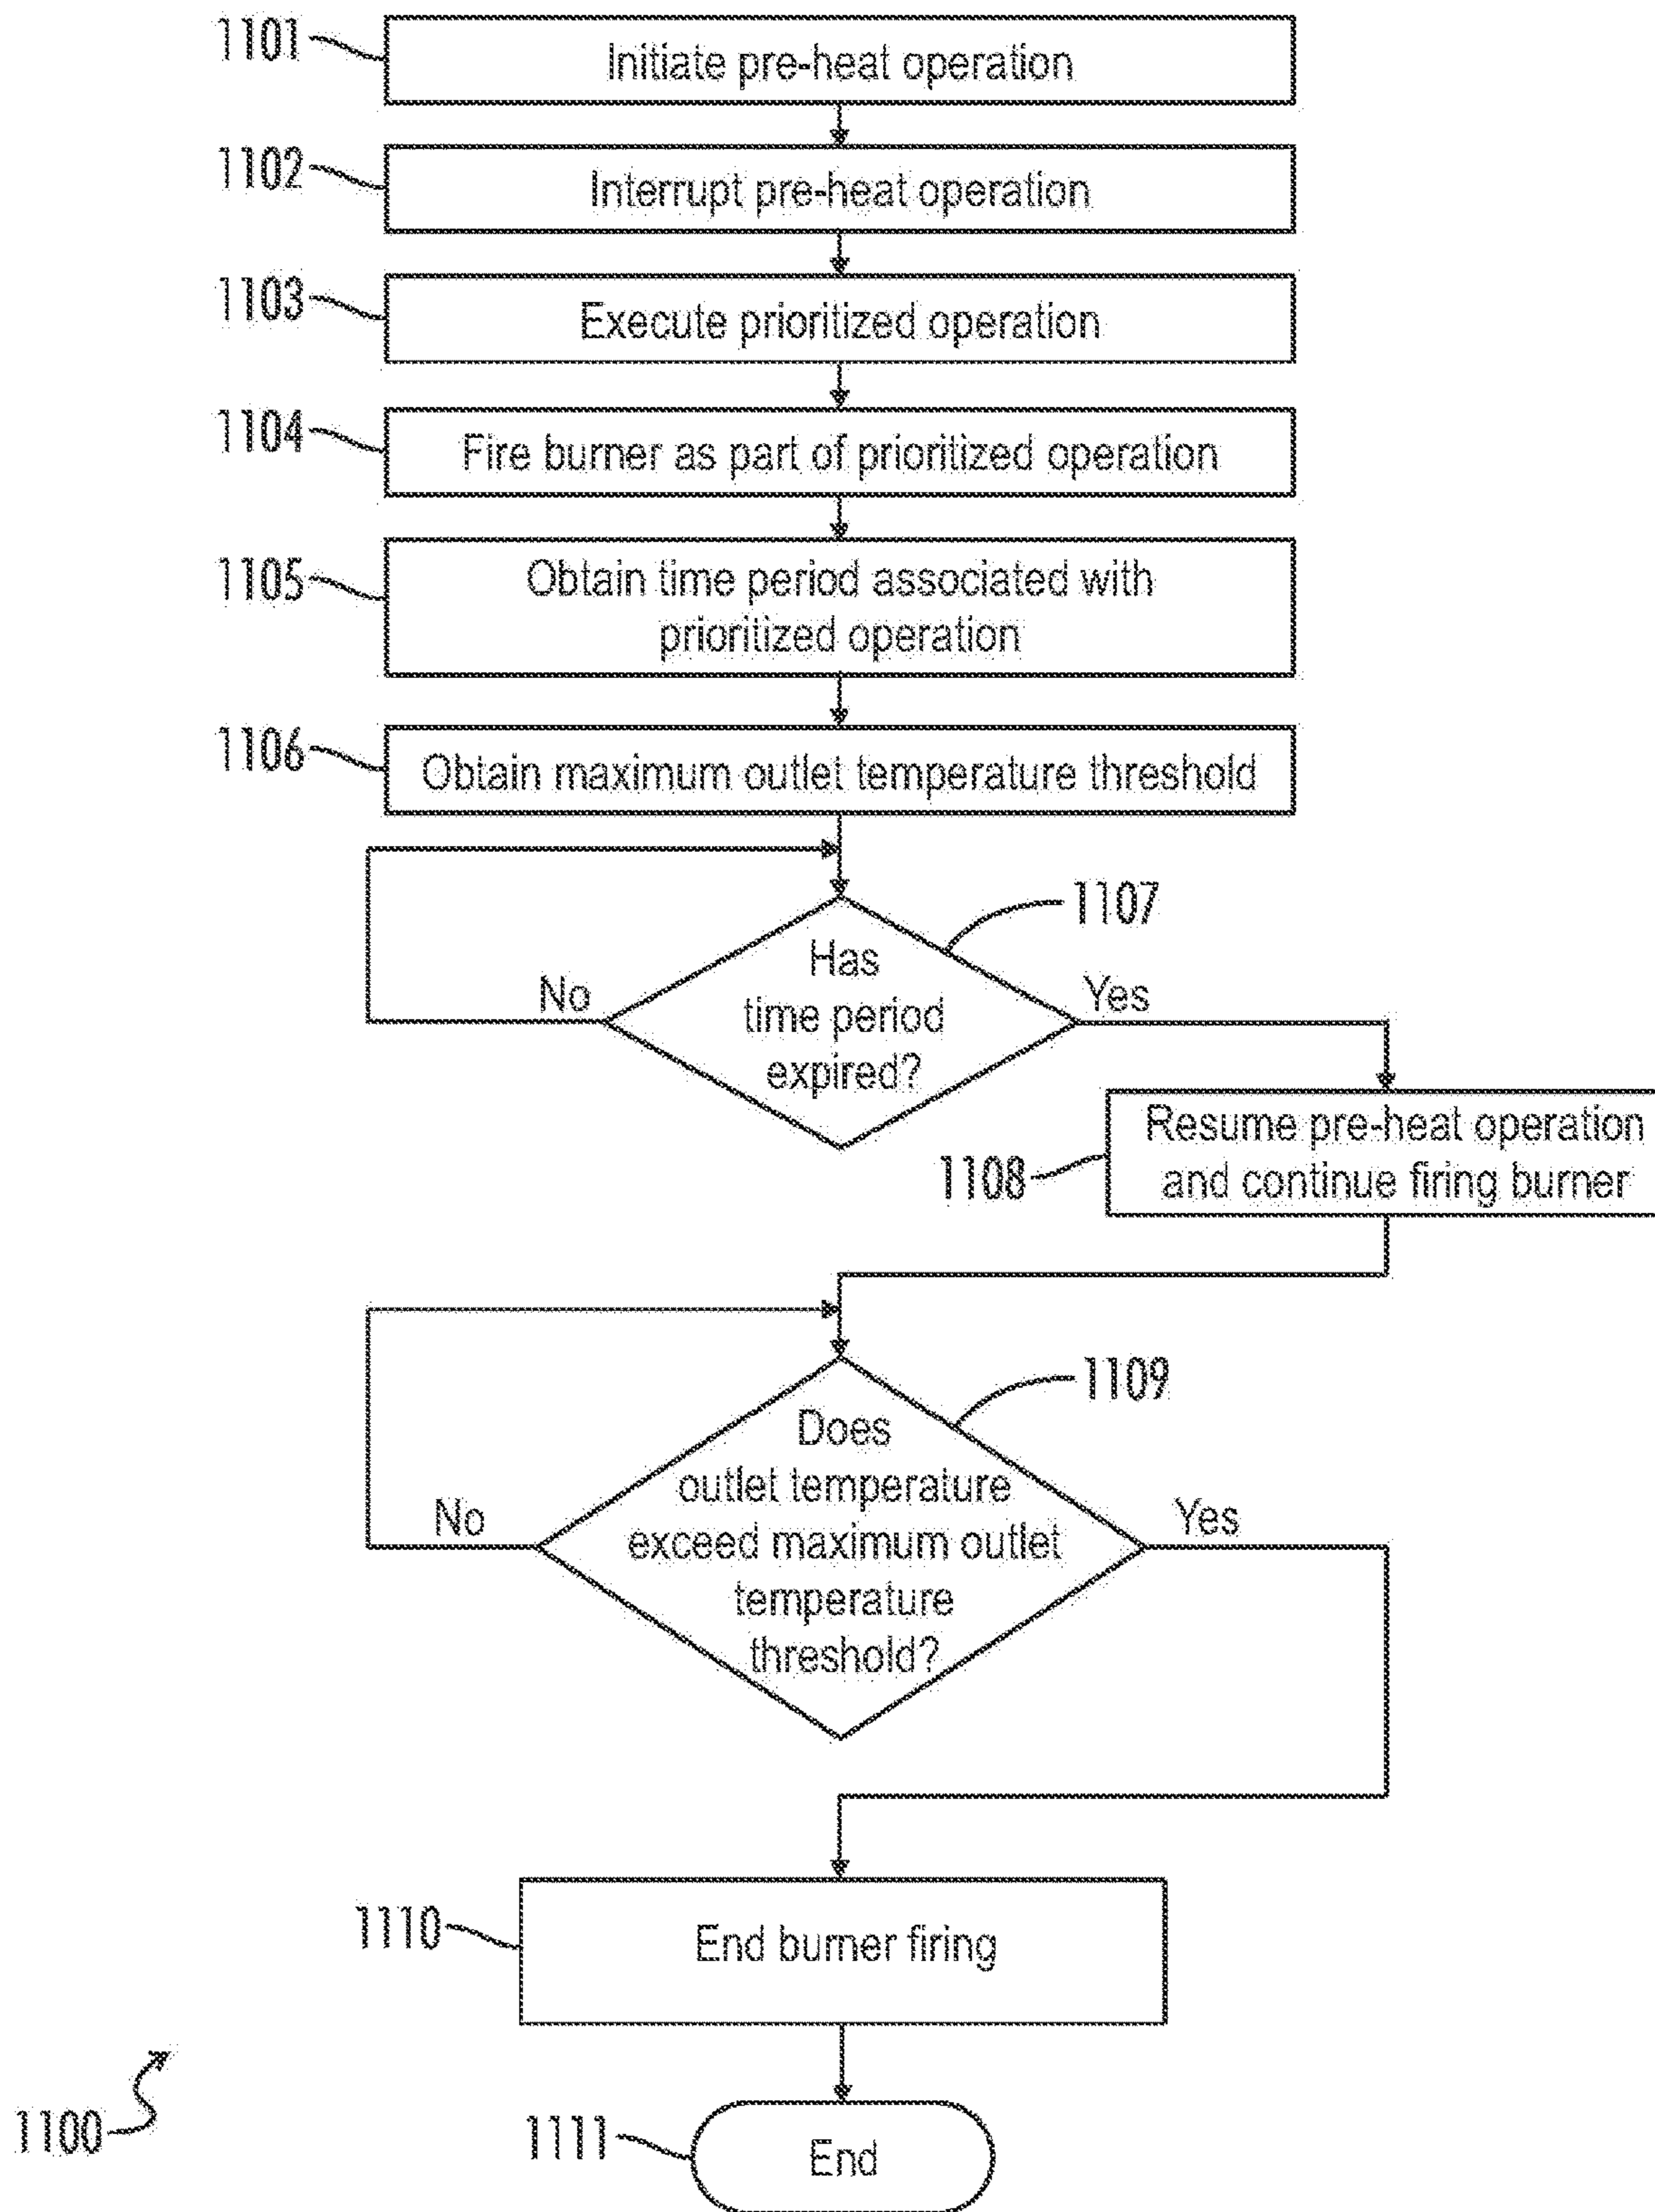 1101
Initiate pre-heat operation
1102
Interrupt pre-heat operation
1103
Execute prioritized operation
1104
Fire burner as part of prioritized operation
1105
Obtain time period associated with
prioritized operation
1106
Obtain maximum outlet temperature threshold
1107
Has
time period
expired?
No
Yes
Resume pre-heat operation
and continue firing burner
1108
1109
Does
outlet temperature
exceed maximum outlet
temperature
threshold?
No
Yes
1110
End burner firing
1100
1111
End